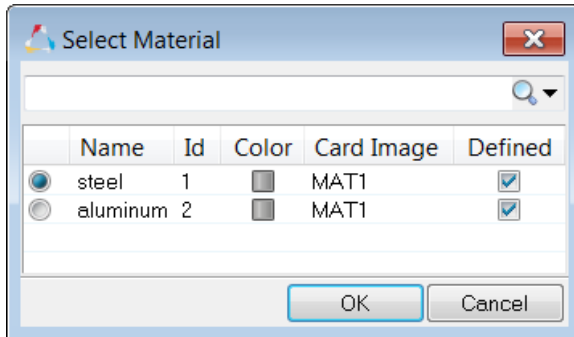 Select Material
Name Id Color Card Image Defined
steel 1 MAT1
aluminum 2 MAT1
OK Cancel